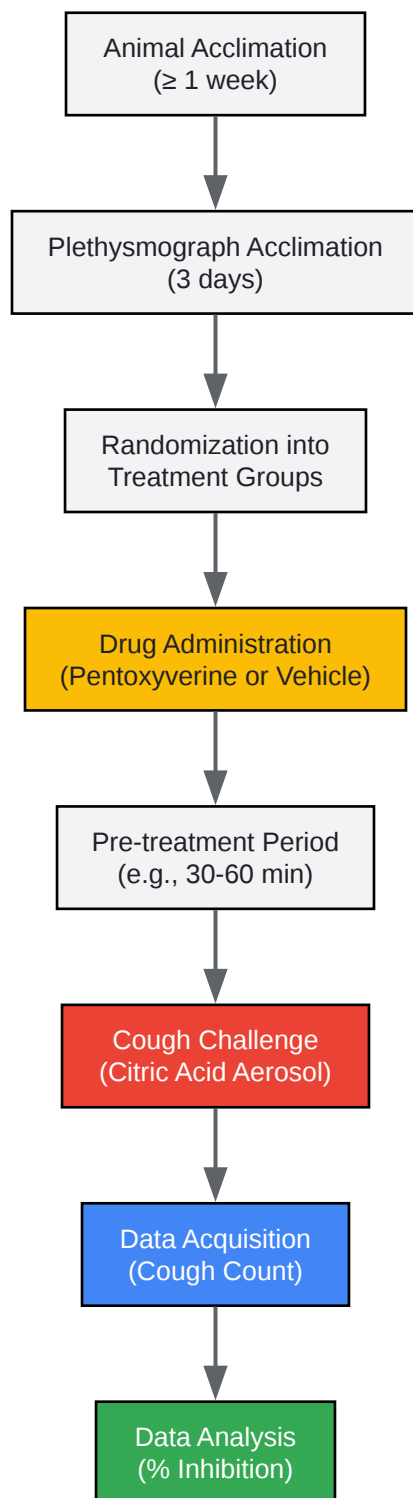 Animal Acclimation
(≥ 1 week)
Plethysmograph Acclimation
(3 days)
Randomization into
Treatment Groups
Drug Administration
(Pentoxyverine or Vehicle)
Pre-treatment Period
(e.g., 30-60 min)
Cough Challenge
(Citric Acid Aerosol)
Data Acquisition
(Cough Count)
Data Analysis
(% Inhibition)